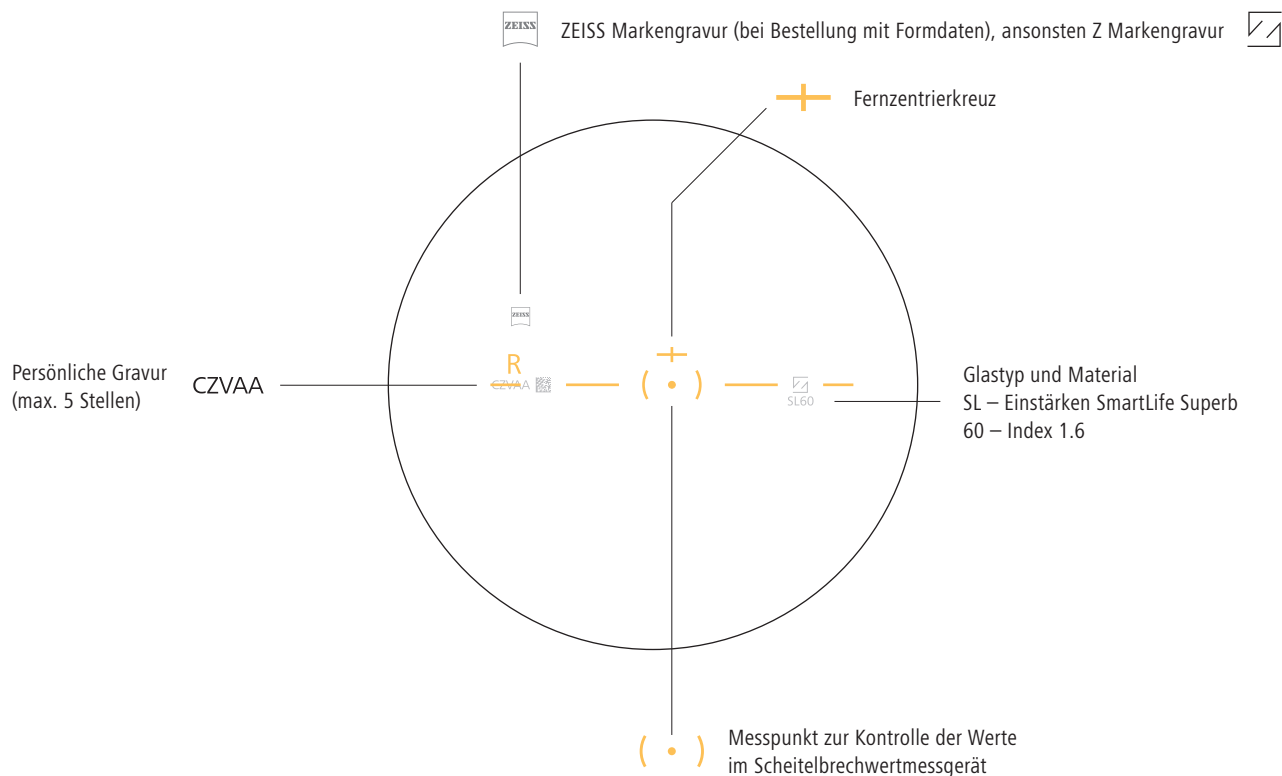 ZEISS ZEISS Markengravur (bei Bestellung mit Formdaten), ansonsten Z Markengravur
Fernzentrierkreuz
ZEISS
R
Persönliche Gravur
(max. 5 Stellen)
CZVAA
CZVAA
SL60
Glastyp und Material
SL – Einstärken SmartLife Superb
60 – Index 1.6
Messpunkt zur Kontrolle der Werte
im Scheitelbrechwertmessgerät